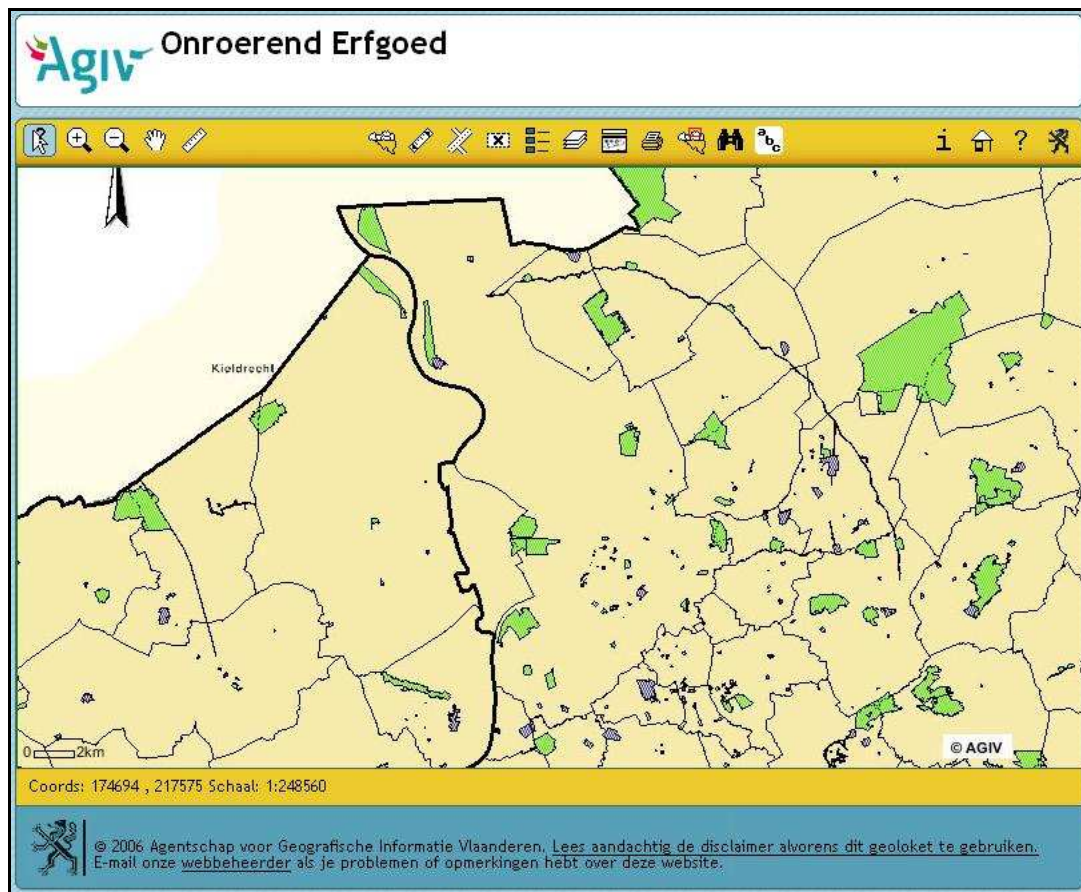 Agiv
Onroerend Erfgoed
a b c
i
?
Kieldrecht
0 2km
© AGIV
Coords: 174694 , 217575 Schaal: 1:248560
© 2006 Agentschap voor Geografische Informatie Vlaanderen. Lees aandachtig de disclaimer alvorens dit geoloket te gebruiken.
E-mail onze webbeheerder als je problemen of opmerkingen hebt over deze website.